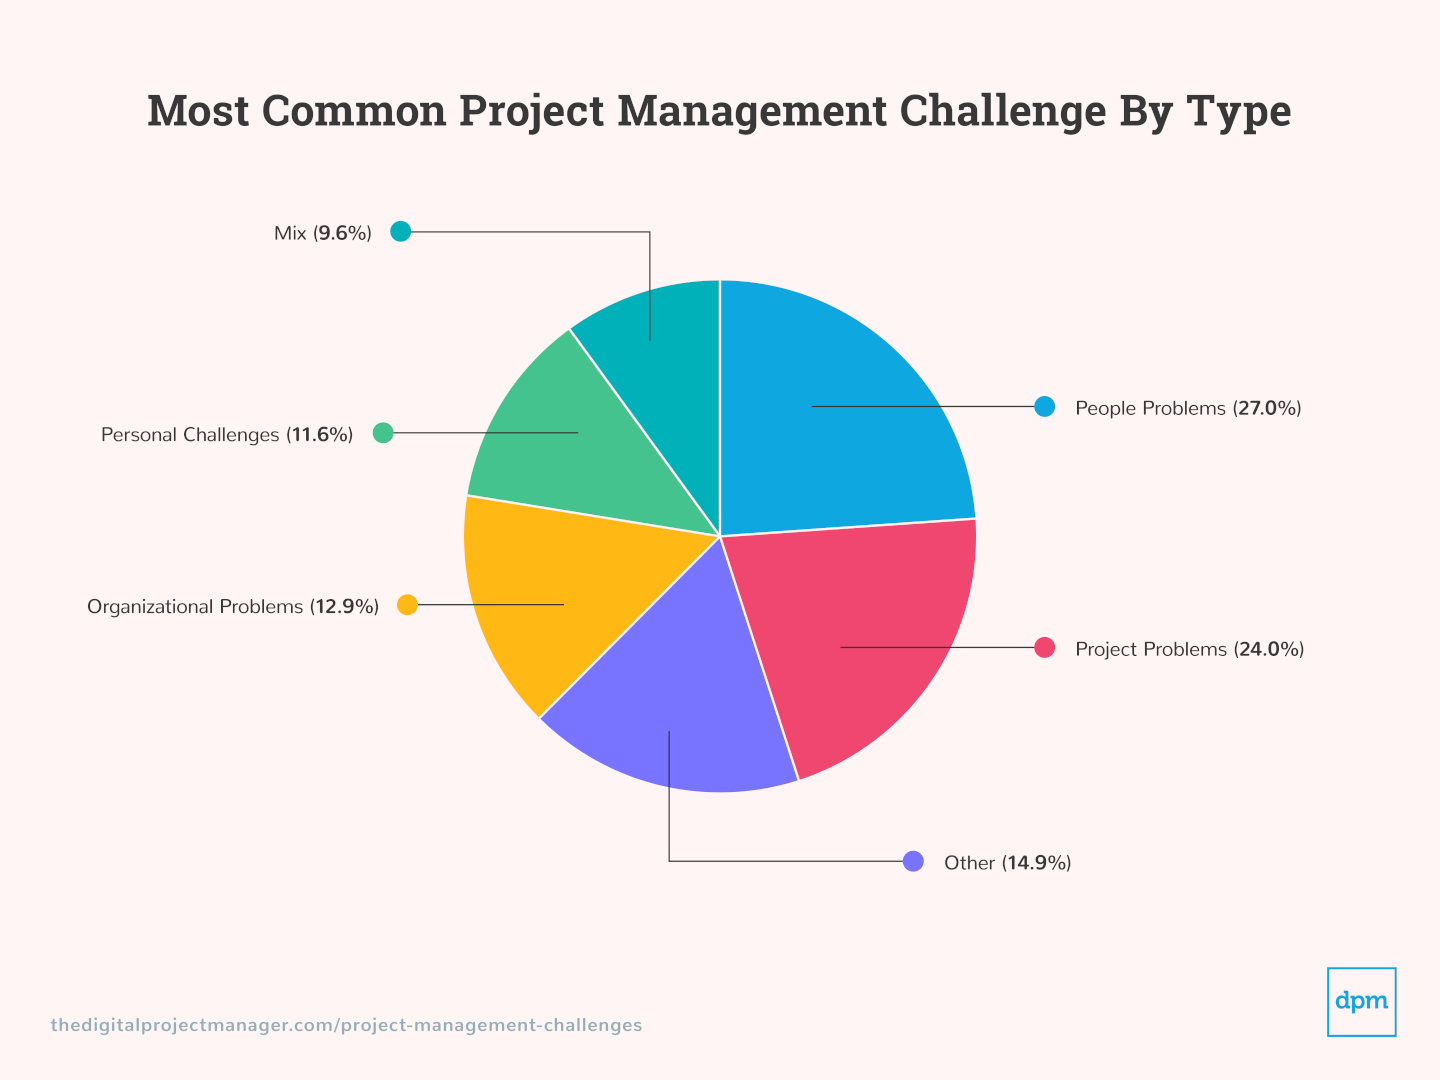 Most Common Project Management Challenge By Type
Mix (9.6%)
People Problems (27.0%)
Personal Challenges (11.6%)
Organizational Problems (12.9%)
Project Problems (24.0%)
Other (14.9%)
dpm
thedigitalprojectmanager.com/project-management-challenges